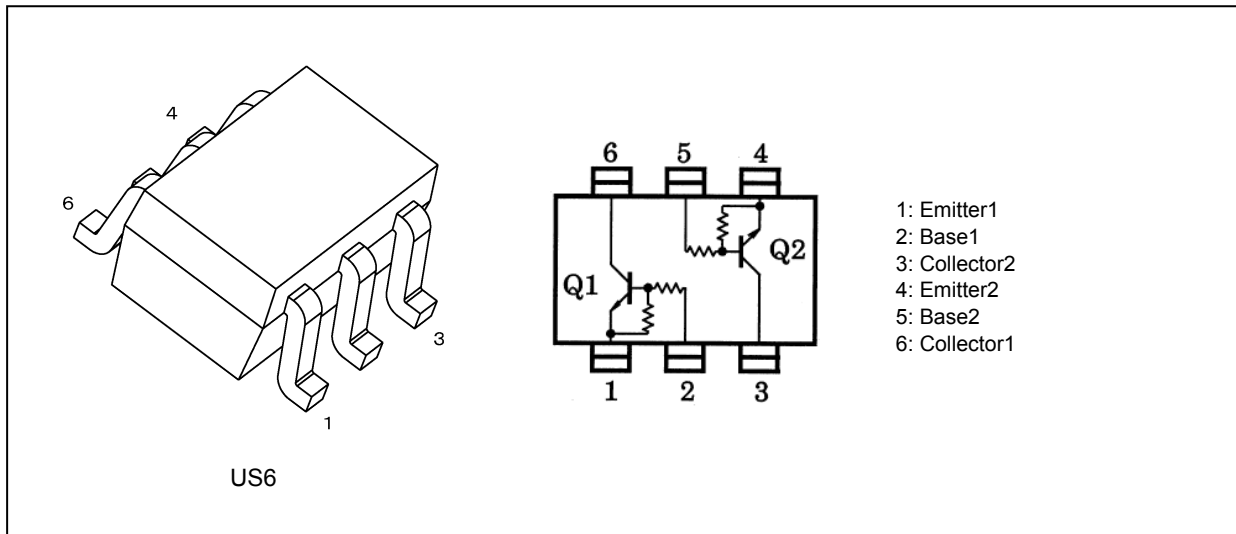 4
6
3
1
US6
6 5 4
Q2
Q1
1 2 3
1: Emitter1
2: Base1
3: Collector2
4: Emitter2
5: Base2
6: Collector1